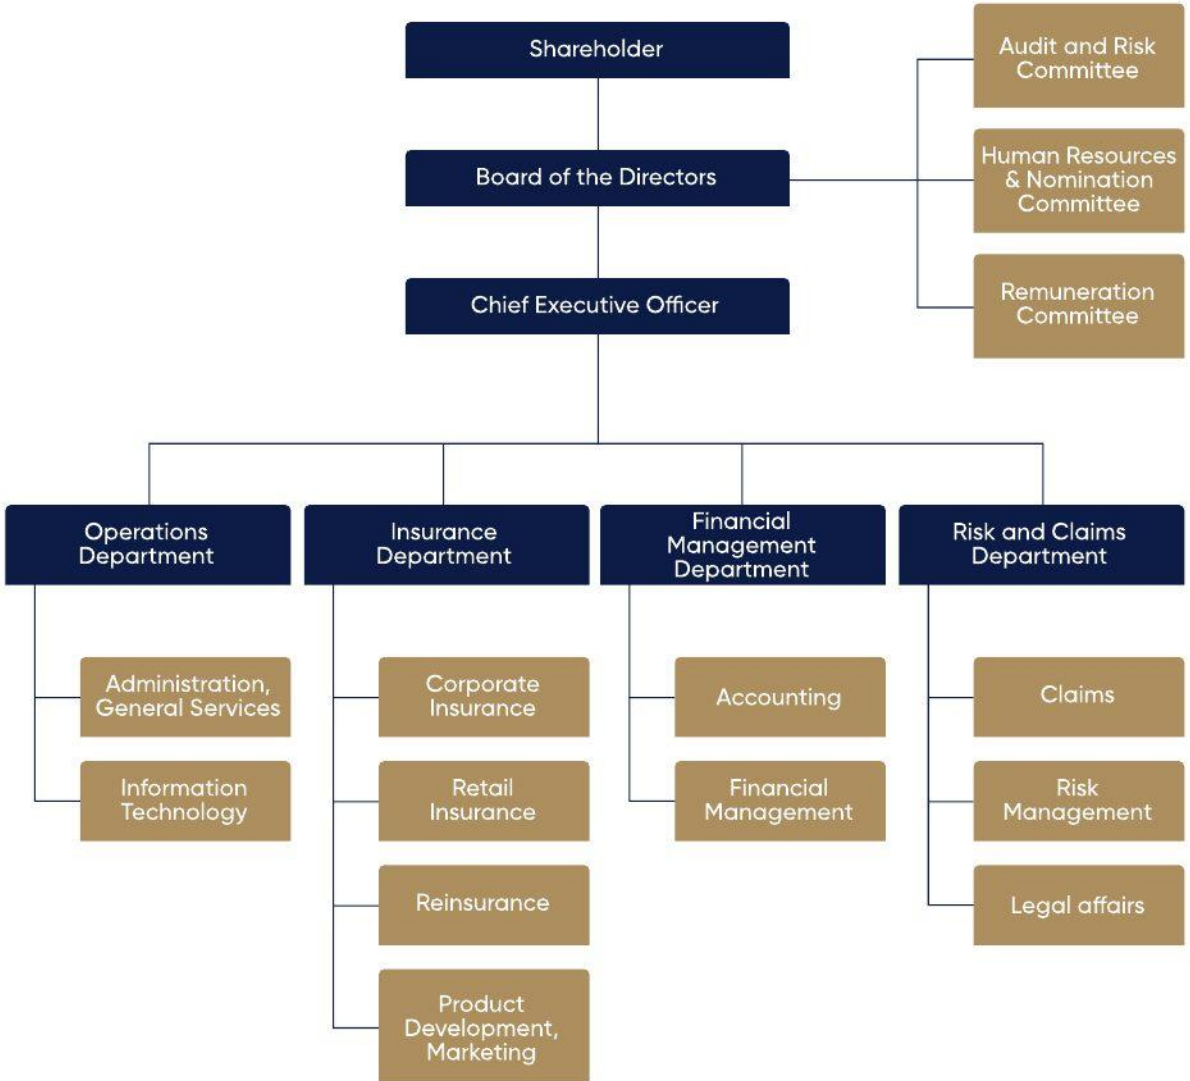 Shareholder
Audit and Risk
Committee
Board of the Directors
Human Resources
& Nomination
Committee
Chief Executive Officer
Remuneration
Committee
Operations
Department
Insurance
Department
Financial
Management
Department
Risk and Claims
Department
Administration,
General Services
Information
Technology
Corporate
Insurance
Retail
Insurance
Reinsurance
Product
Development,
Marketing
Accounting
Financial
Management
Claims
Risk
Management
Legal affairs